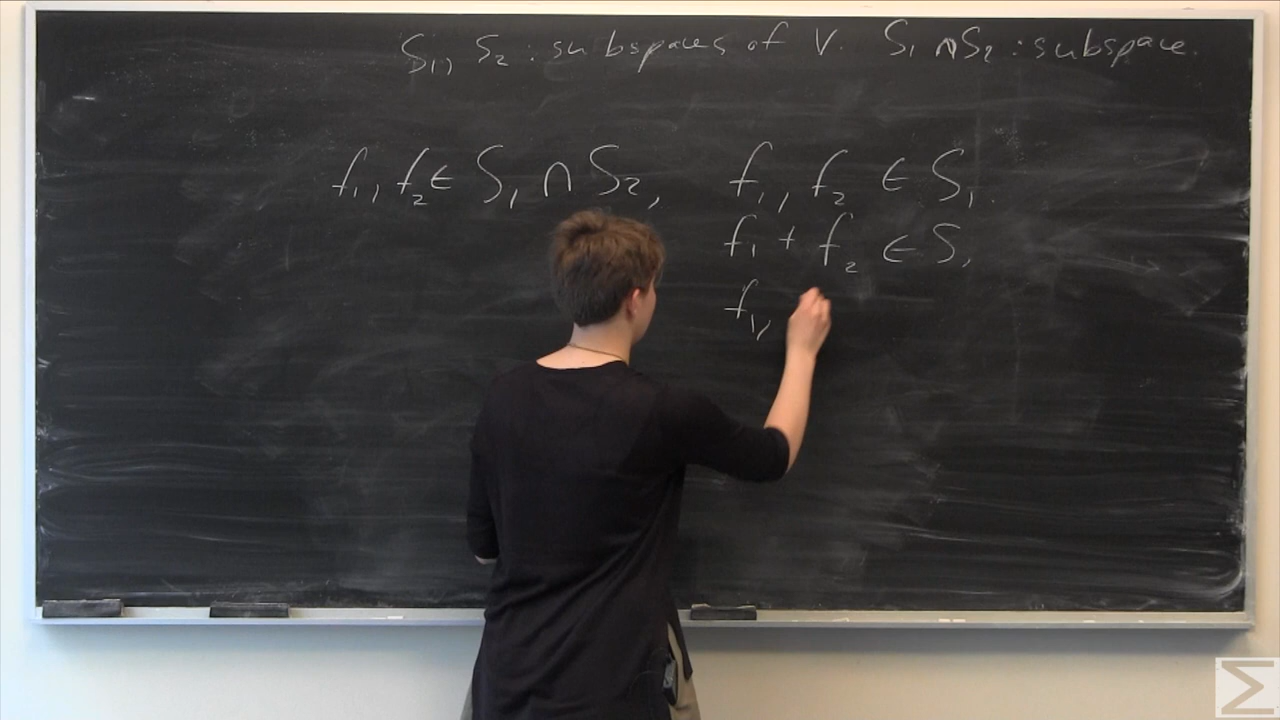 S₁, S₂ : subspaces of V. S₁ ∩ S₂ : subspace.
f₁, f₂ ∈ S₁ ∩ S₂, f₁, f₂ ∈ S₁.
f₁ + f₂ ∈ S₁
f₁,
Σ